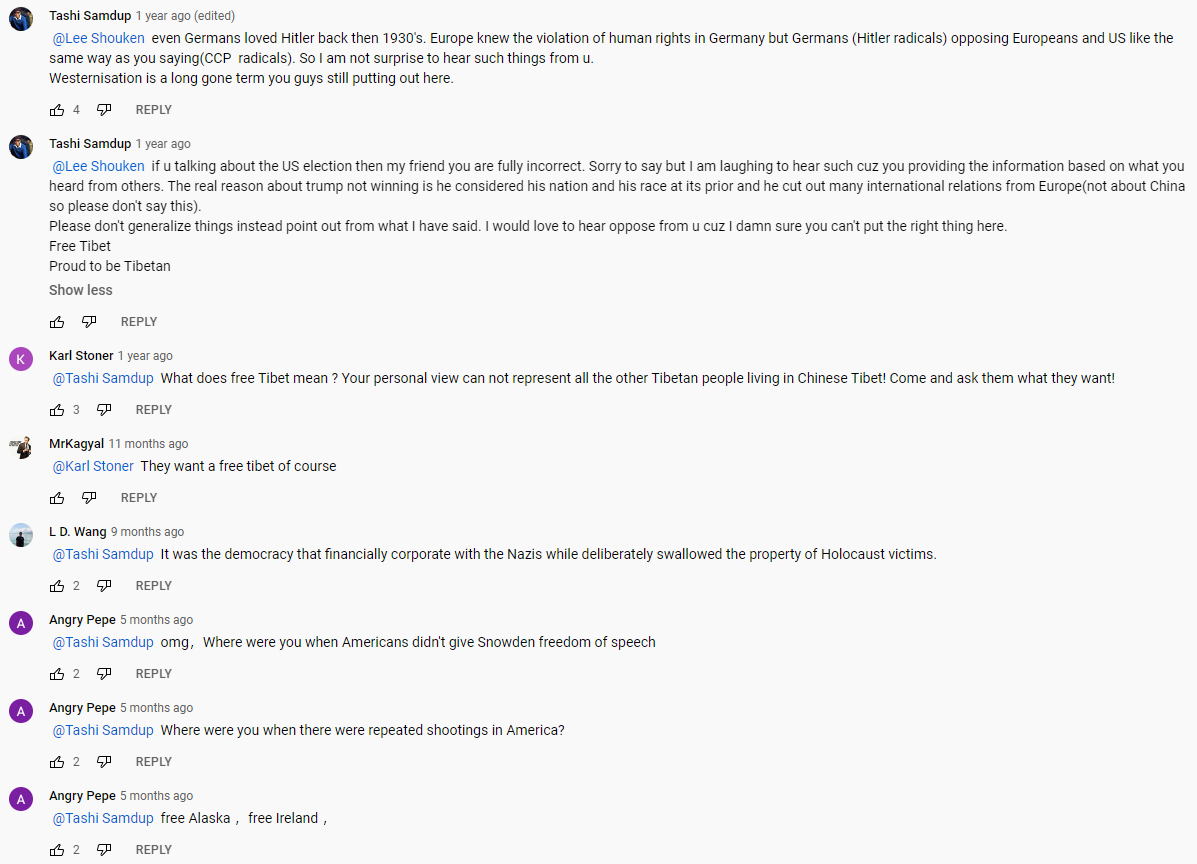 Tashi Samdup 1 year ago (edited)
@Lee Shouken even Germans loved Hitler back then 1930's. Europe knew the violation of human rights in Germany but Germans (Hitler radicals) opposing Europeans and US like the
same way as you saying(CCP radicals). So I am not surprise to hear such things from u.
Westernisation is a long gone term you guys still putting out here.
4 REPLY
Tashi Samdup 1 year ago
@Lee Shouken if u talking about the US election then my friend you are fully incorrect. Sorry to say but I am laughing to hear such cuz you providing the information based on what you
heard from others. The real reason about trump not winning is he considered his nation and his race at its prior and he cut out many international relations from Europe(not about China
so please don't say this).
Please don't generalize things instead point out from what I have said. I would love to hear oppose from u cuz I damn sure you can't put the right thing here.
Free Tibet
Proud to be Tibetan
Show less
REPLY
K
Karl Stoner 1 year ago
@Tashi Samdup What does free Tibet mean ? Your personal view can not represent all the other Tibetan people living in Chinese Tibet! Come and ask them what they want!
3 REPLY
MrKagyal 11 months ago
@Karl Stoner They want a free tibet of course
REPLY
L D. Wang 9 months ago
@Tashi Samdup It was the democracy that financially corporate with the Nazis while deliberately swallowed the property of Holocaust victims.
2 REPLY
A
Angry Pepe 5 months ago
@Tashi Samdup omg，Where were you when Americans didn't give Snowden freedom of speech
2 REPLY
A
Angry Pepe 5 months ago
@Tashi Samdup Where were you when there were repeated shootings in America?
2 REPLY
A
Angry Pepe 5 months ago
@Tashi Samdup free Alaska ，free Ireland ，
2 REPLY